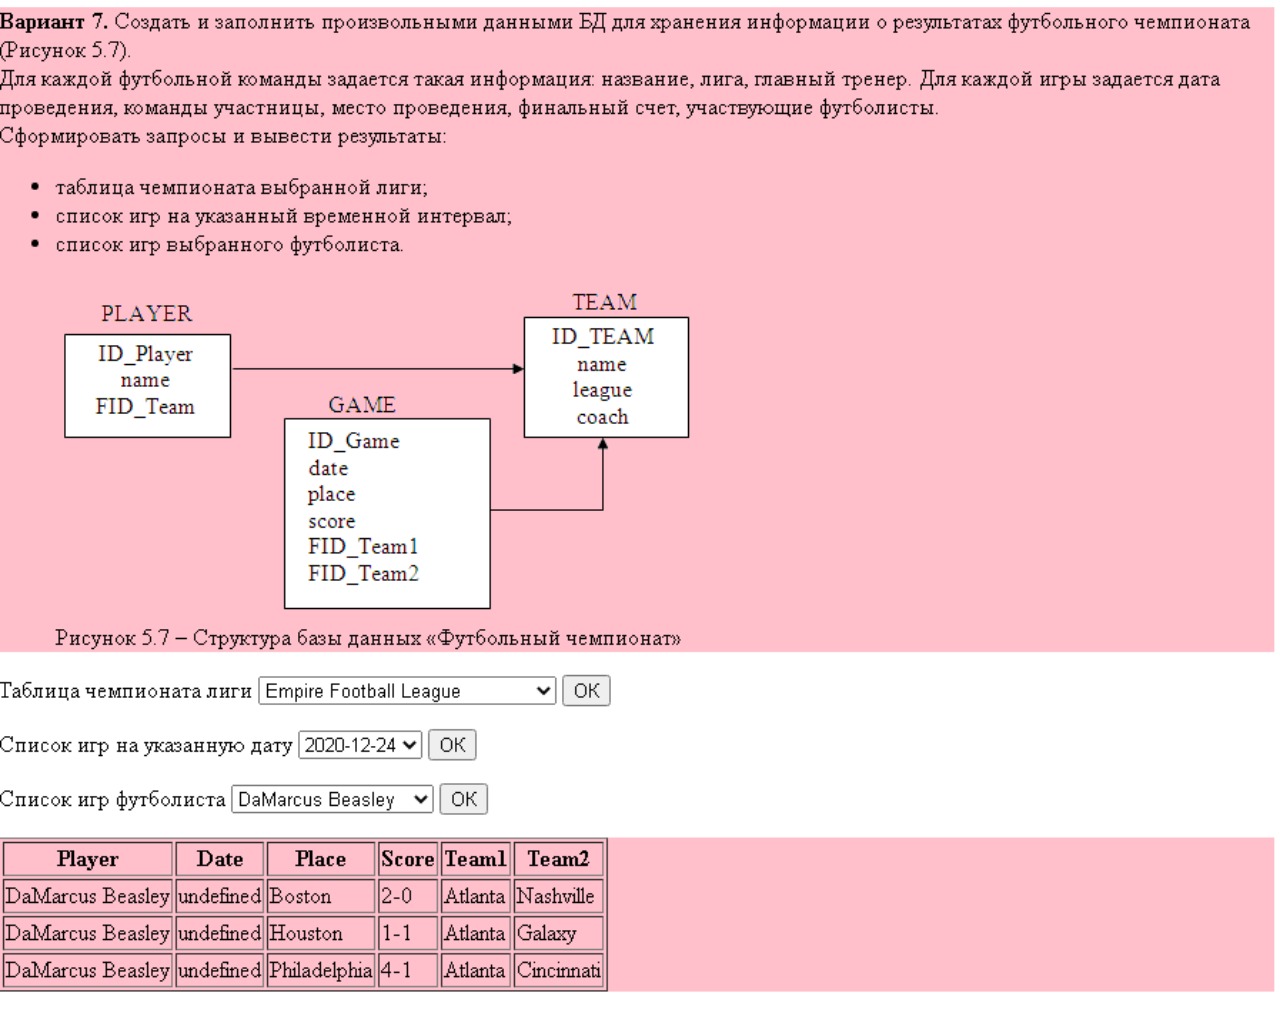 Вариант 7. Создать и заполнить произвольными данными БД для хранения информации о результатах футбольного чемпионата
(Рисунок 5.7).
Для каждой футбольной команды задается такая информация: название, лига, главный тренер. Для каждой игры задается дата
проведения, команды участницы, место проведения, финальный счет, участвующие футболисты.
Сформировать запросы и вывести результаты:
• таблица чемпионата выбранной лиги;
• список игр на указанный временной интервал;
• список игр выбранного футболиста.
PLAYER
ID_Player
name
FID_Team
TEAM
ID_TEAM
name
league
coach
GAME
ID_Game
date
place
score
FID_Team1
FID_Team2
Рисунок 5.7 – Структура базы данных «Футбольный чемпионат»
Таблица чемпионата лиги Empire Football League ОК
Список игр на указанную дату 2020-12-24 ОК
Список игр футболиста DaMarcus Beasley ОК
Player Date Place Score Team1 Team2
DaMarcus Beasley undefined Boston 2-0 Atlanta Nashville
DaMarcus Beasley undefined Houston 1-1 Atlanta Galaxy
DaMarcus Beasley undefined Philadelphia 4-1 Atlanta Cincinnati